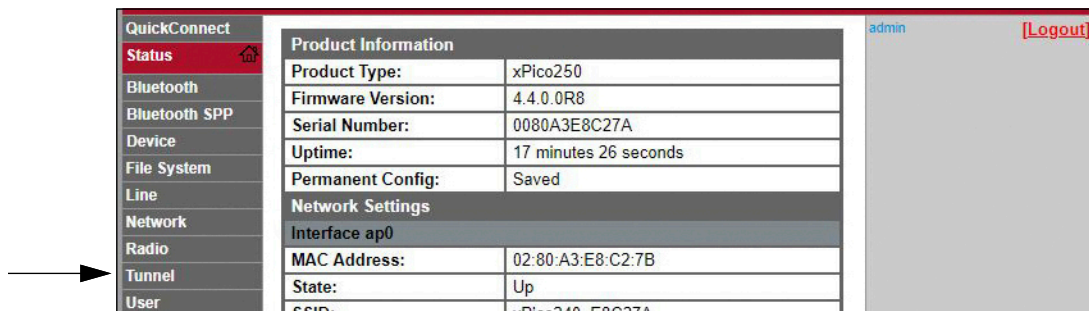 QuickConnect
Status
Bluetooth
Bluetooth SPP
Device
File System
Line
Network
Radio
Tunnel
User
Product Information
Product Type: xPico250
Firmware Version: 4.4.0.0R8
Serial Number: 0080A3E8C27A
Uptime: 17 minutes 26 seconds
Permanent Config: Saved
Network Settings
Interface ap0
MAC Address: 02:80:A3:E8:C2:7B
State: Up
admin
[Logout]